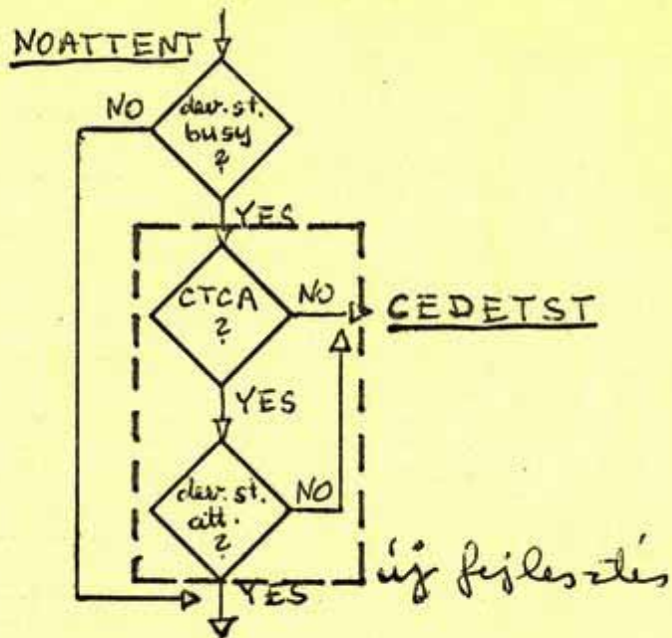 NOATTENT
NO
dev. st.
busy
?
YES
CTCA
?
NO
CEDETST
YES
dev. st.
att.
?
NO
YES
új fejlesztés